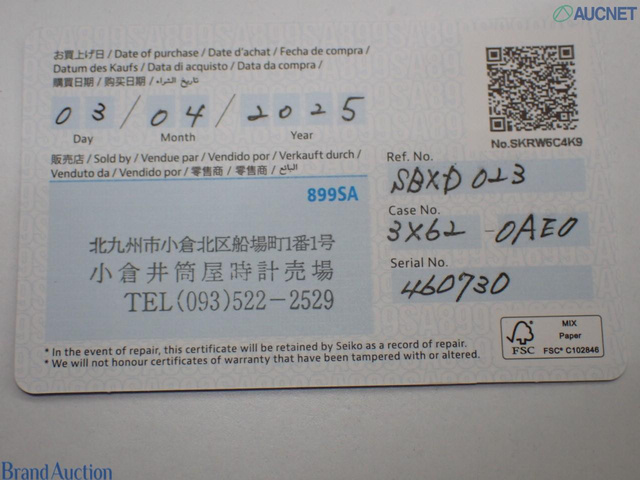 AUCNET
お買上げ日 / Date of purchase / Date d'achat / Fecha de compra /
Datum des Kaufs / Data di acquisto / Data da compra /
購買日期 / 购买日期 / تاريخ الشراء
03 / 04 / 2025
Day Month Year
販売店 / Sold by / Vendue par / Vendido por / Verkauft durch /
Venduto da / Vendido por / 零售商 / 零售商 / البائع
899SA
北九州市小倉北区船場町1番1号
小倉井筒屋時計売場
TEL(093)522-2529
No.SKRW5C4K9
Ref. No.
SBXD023
Case No.
3X62-0AE0
Serial No.
460730
FSC
MIX
Paper
FSC® C102846
* In the event of repair, this certificate will be retained by Seiko as a record of repair.
* We will not honour certificates of warranty that have been tampered with or altered.
Brand Auction